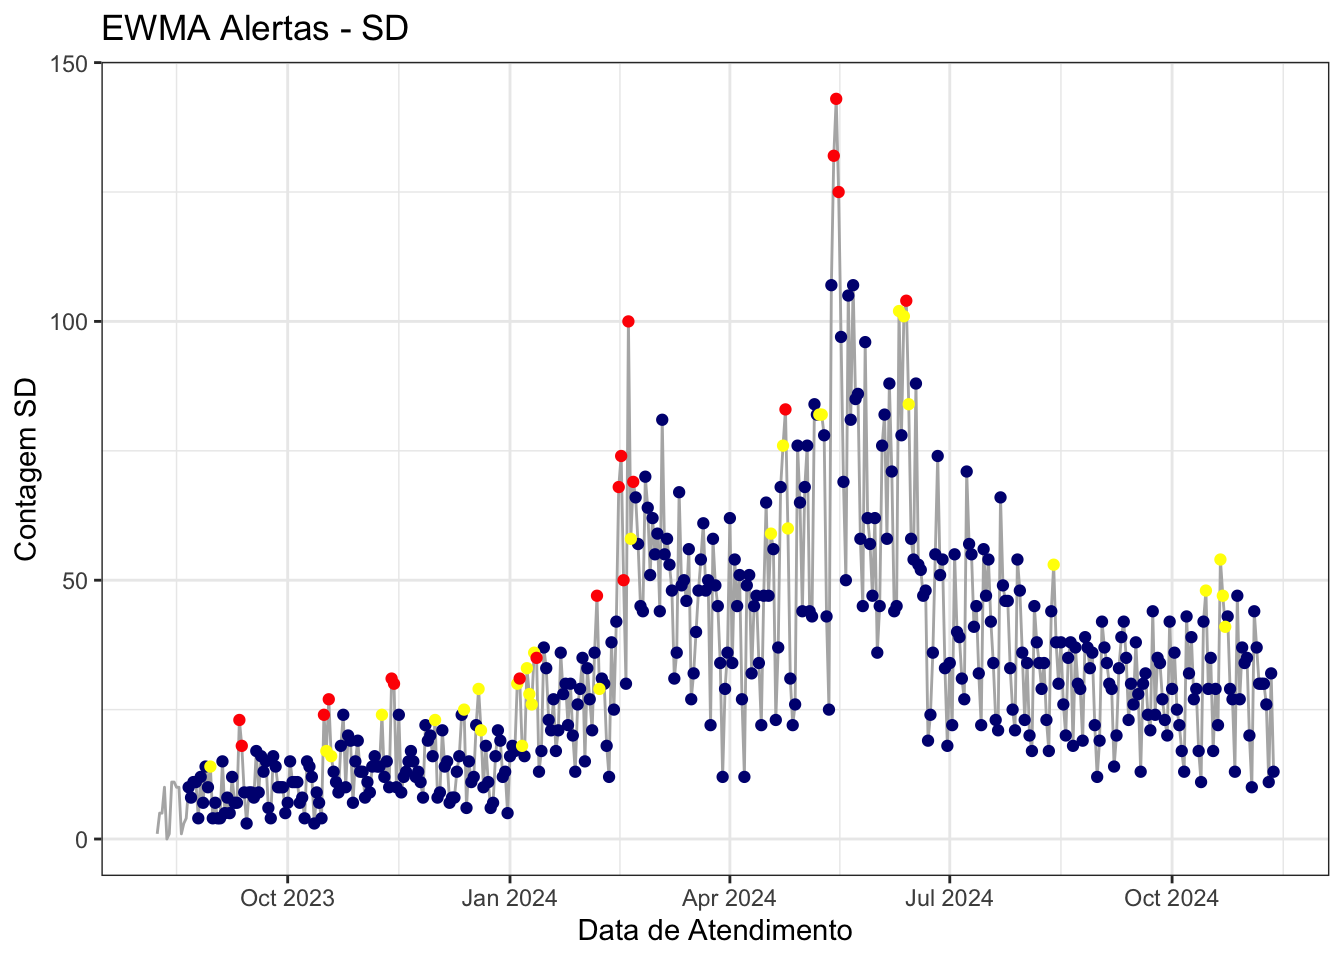 EWMA Alertas - SD
150
100
50
0
Contagem SD
Oct 2023
Jan 2024
Apr 2024
Jul 2024
Oct 2024
Data de Atendimento